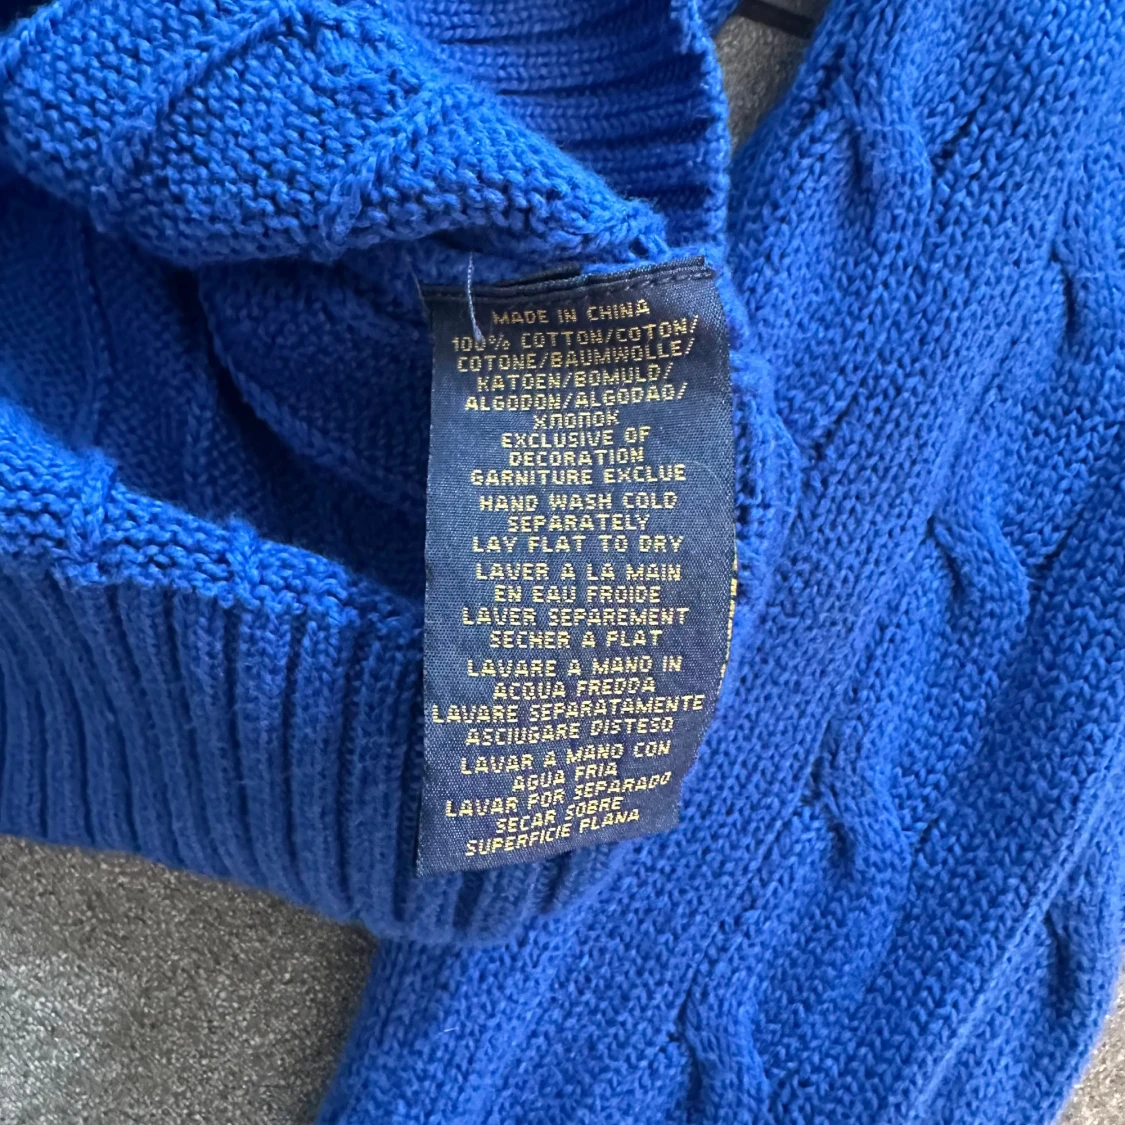 MADE IN CHINA
100% COTTON/COTON/
COTONE/BAUMWOLLE/
KATOEN/BOMULD/
ALGODON/ALGODAO/
ХЛОПОК
EXCLUSIVE OF
DECORATION
GARNITURE EXCLUE
HAND WASH COLD
SEPARATELY
LAY FLAT TO DRY
LAVER A LA MAIN
EN EAU FROIDE
LAVER SEPAREMENT
SECHER A PLAT
LAVARE A MANO IN
ACQUA FREDDA
LAVARE SEPARATAMENTE
ASCIUGARE DISTESO
LAVAR A MANO CON
AGUA FRIA
LAVAR POR SEPARADO
SECAR SOBRE
SUPERFICIE PLANA